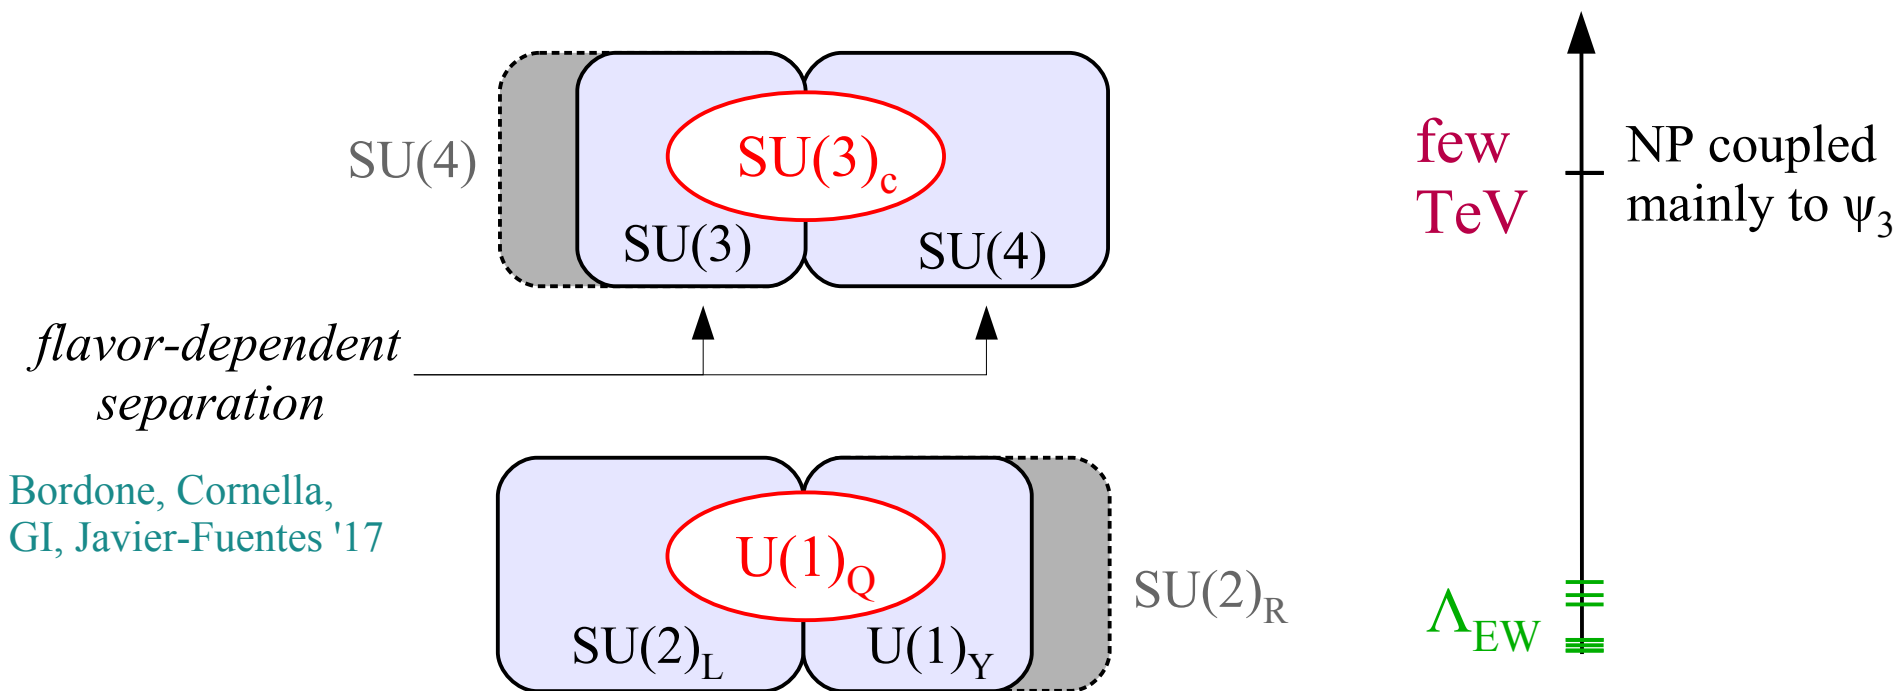 SU(4)
SU(3)c
SU(3)
SU(4)
few
TeV
NP coupled
mainly to ψ3
flavor-dependent
separation
Bordone, Cornella,
GI, Javier-Fuentes '17
U(1)Q
SU(2)L
U(1)Y
SU(2)R
ΛEW